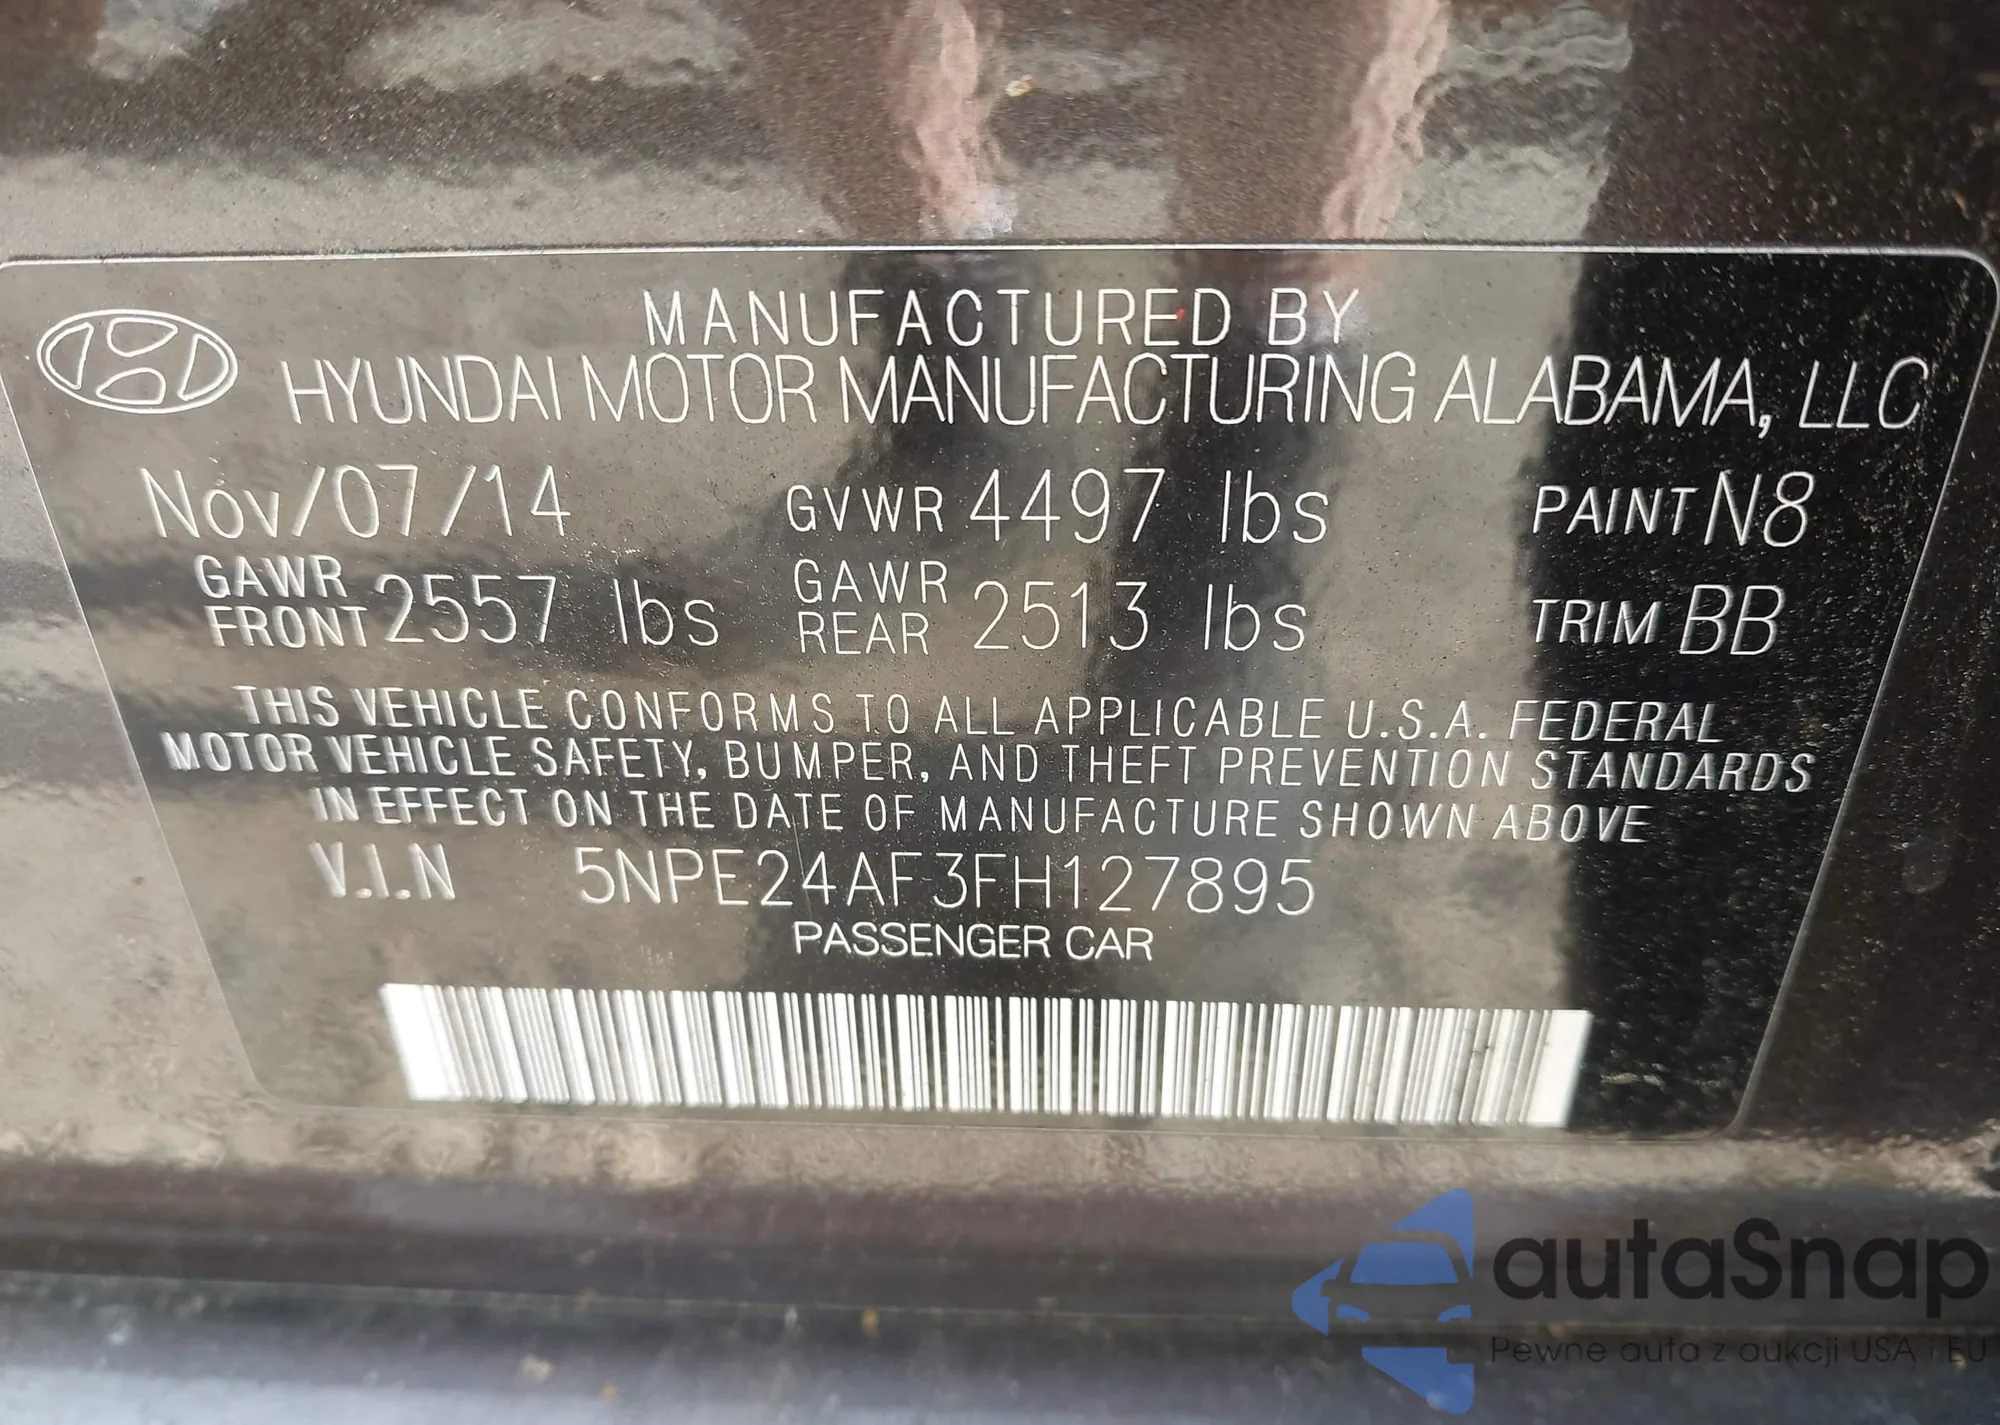 MANUFACTURED BY
HYUNDAI MOTOR MANUFACTURING ALABAMA, LLC
Nov/07/14 GVWR 4497 lbs PAINT N8
GAWR FRONT 2557 lbs GAWR REAR 2513 lbs TRIM BB
THIS VEHICLE CONFORMS TO ALL APPLICABLE U.S.A. FEDERAL
MOTOR VEHICLE SAFETY, BUMPER, AND THEFT PREVENTION STANDARDS
IN EFFECT ON THE DATE OF MANUFACTURE SHOWN ABOVE
V.I.N 5NPE24AF3FH127895
PASSENGER CAR
autaSnap
Pewne auta z aukcji USA i EU